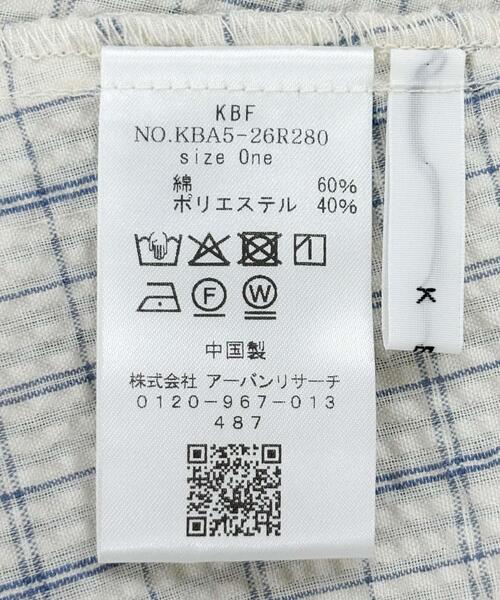 KBF
NO.KBA5-26R280
size One
綿 60%
ポリエステル 40%
F W
中国製
株式会社 アーバンリサーチ
0120-967-013
487
K